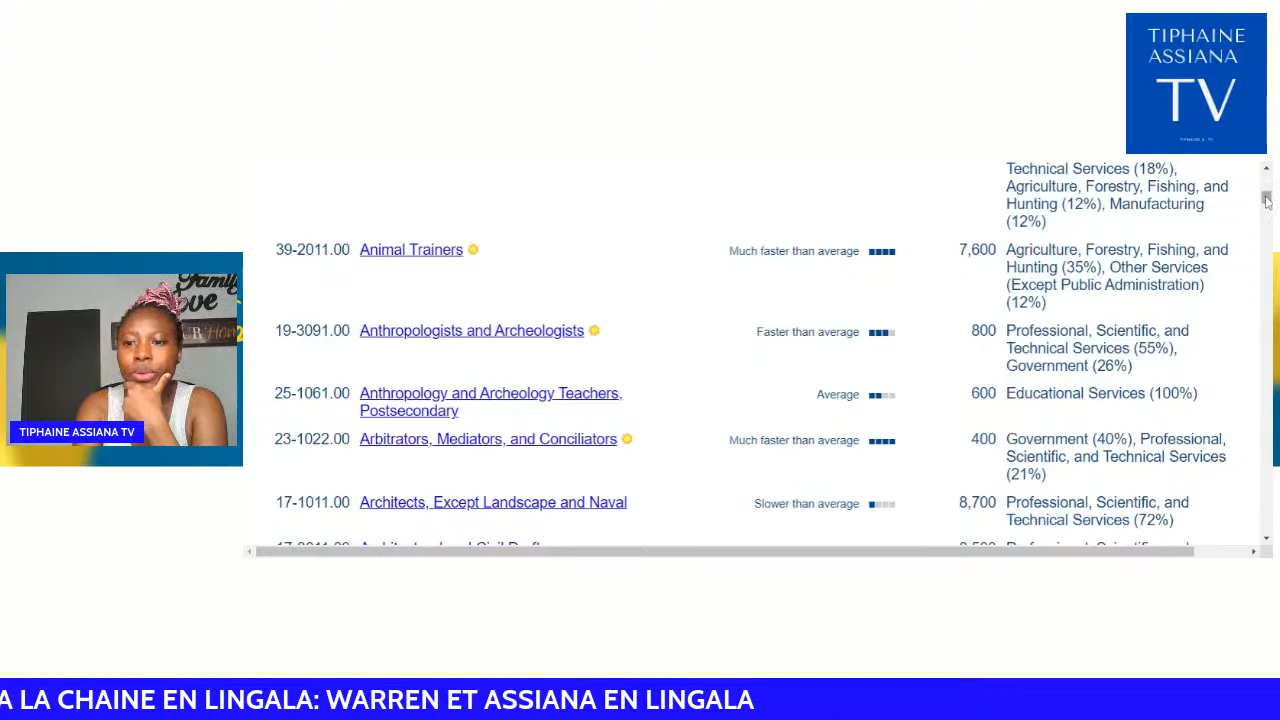 TIPHAINE
ASSIANA
TV
TIPHAINE A. TV
Technical Services (18%),
Agriculture, Forestry, Fishing, and
Hunting (12%), Manufacturing
(12%)
39-2011.00 Animal Trainers Much faster than average 7,600 Agriculture, Forestry, Fishing, and
Hunting (35%), Other Services
(Except Public Administration)
(12%)
19-3091.00 Anthropologists and Archeologists Faster than average 800 Professional, Scientific, and
Technical Services (55%),
Government (26%)
25-1061.00 Anthropology and Archeology Teachers, Average 600 Educational Services (100%)
Postsecondary
23-1022.00 Arbitrators, Mediators, and Conciliators Much faster than average 400 Government (40%), Professional,
Scientific, and Technical Services
(21%)
17-1011.00 Architects, Except Landscape and Naval Slower than average 8,700 Professional, Scientific, and
Technical Services (72%)
Family
ove
UR Hom
TIPHAINE ASSIANA TV
A LA CHAINE EN LINGALA: WARREN ET ASSIANA EN LINGALA